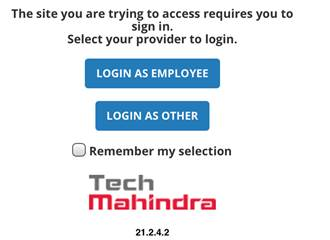 The site you are trying to access requires you to
sign in.
Select your provider to login.
LOGIN AS EMPLOYEE
LOGIN AS OTHER
Remember my selection
Tech
Mahindra
21.2.4.2